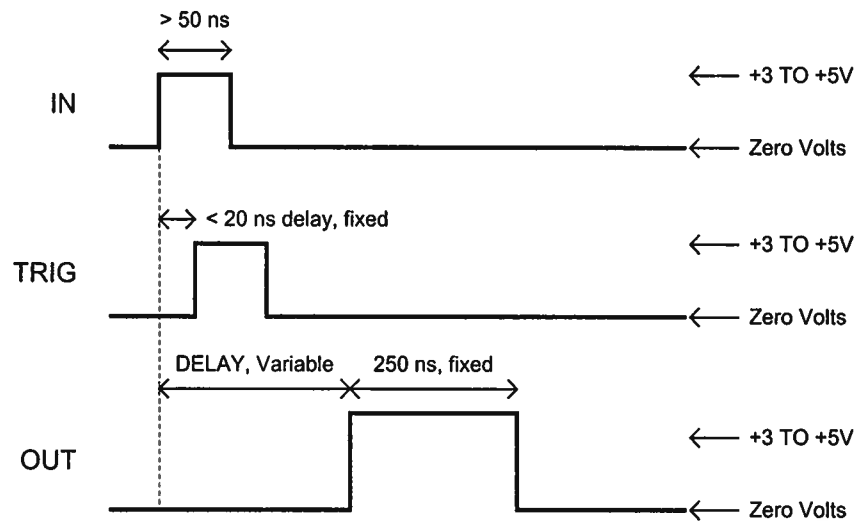 > 50 ns
IN
+3 TO +5V
Zero Volts
< 20 ns delay, fixed
TRIG
+3 TO +5V
Zero Volts
DELAY, Variable
250 ns, fixed
OUT
+3 TO +5V
Zero Volts